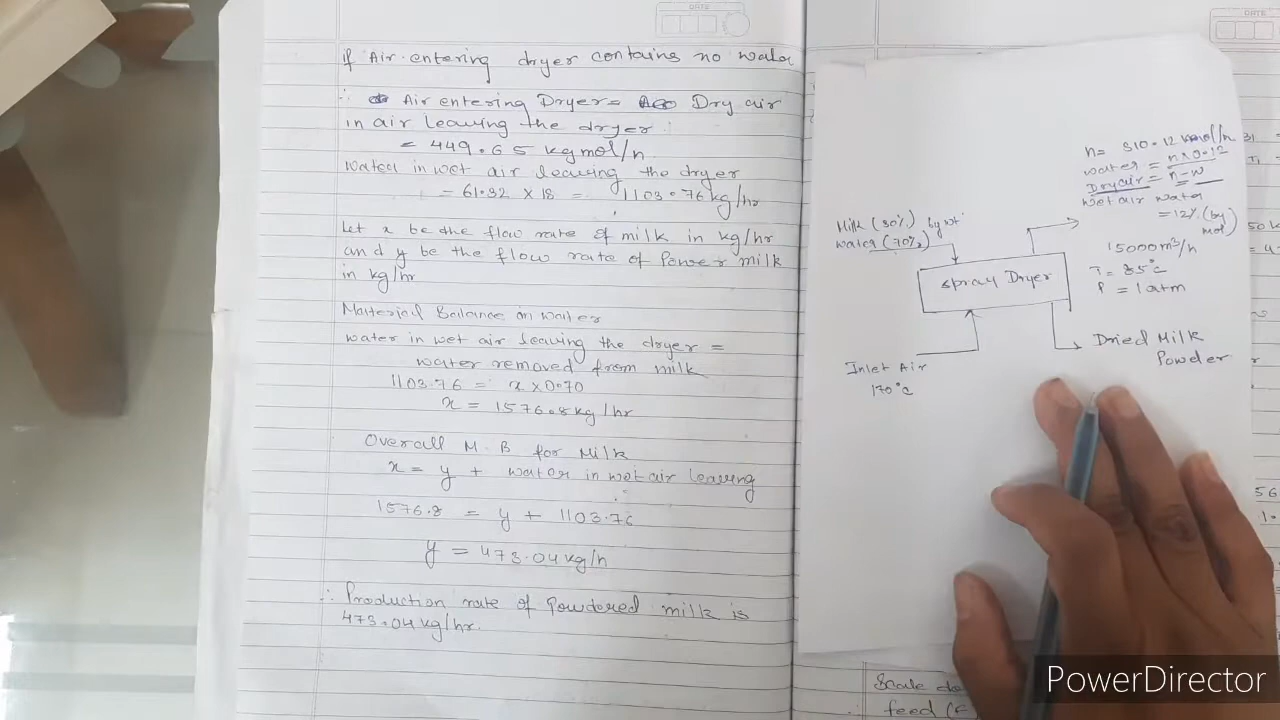 if Air entering dryer contains no water
∴ Air entering Dryer = Dry air
in air leaving the dryer
= 449.65 kgmol/h
Water in wet air leaving the dryer
= 61.32 x 18 = 1103.76 kg/hr
Let x be the flow rate of milk in kg/hr
and y be the flow rate of Power milk
in kg/hr
Material Balance on water
water in wet air leaving the dryer =
water removed from milk
1103.76 = x x 0.70
x = 1576.8 kg/hr
Overall M.B for Milk
x = y + water in wet air leaving
1576.8 = y + 1103.76
y = 473.04 kg/h
∴ Production rate of powdered milk is
473.04 kg/hr.
DATE
DATE
n = 510.12 kmol/h
water = n x 0.12
Dry air = n - w
wet air water
= 12% (by
mol)
15000 m³/h
T = 85°C
P = 1 atm
Milk (30%) by wt
water (70%)
Spray Dryer
Dried Milk
Powder
Inlet Air
170°C
feed
PowerDirector